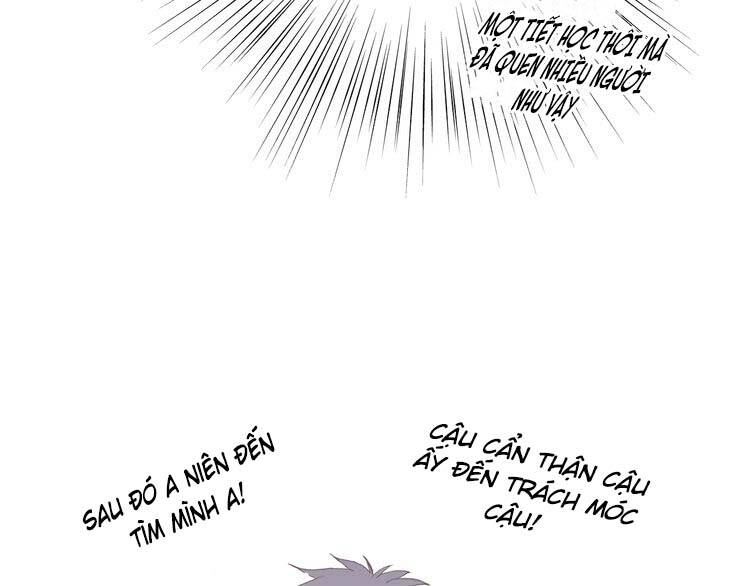 MỘT TIẾT HỌC THÔI MÀ
ĐÃ QUEN NHIỀU NGƯỜI
NHƯ VẬY
SAU ĐÓ A NIÊN ĐẾN
TÌM MÌNH A!
CẬU CẨN THẬN CẬU
ẤY ĐẾN TRÁCH MÓC
CẬU!